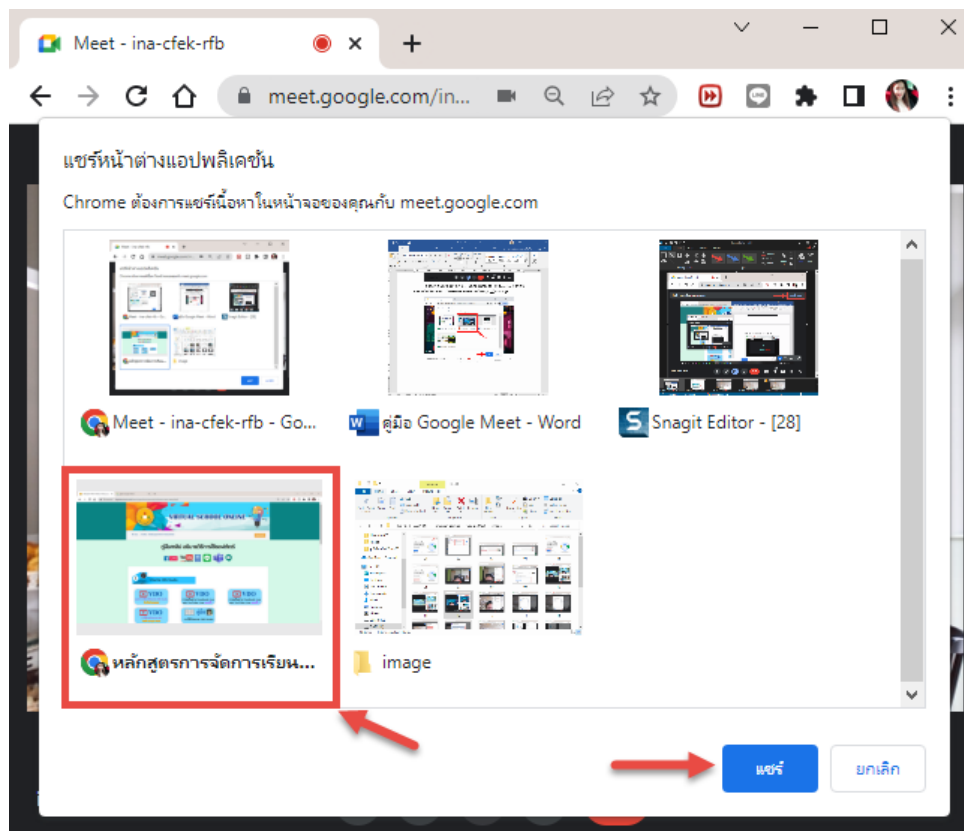 Meet - ina-cfek-rfb
meet.google.com/in...
แชร์หน้าต่างแอปพลิเคชัน
Chrome ต้องการแชร์เนื้อหาในหน้าจอของคุณกับ meet.google.com
Meet - ina-cfek-rfb - Go...
คู่มือ Google Meet - Word
Snagit Editor - [28]
VIRTUAL SCHOOL ONLINE
หลักสูตรการจัดการเรียน...
image
แชร์
ยกเลิก